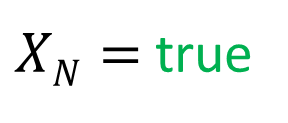 X_N = true